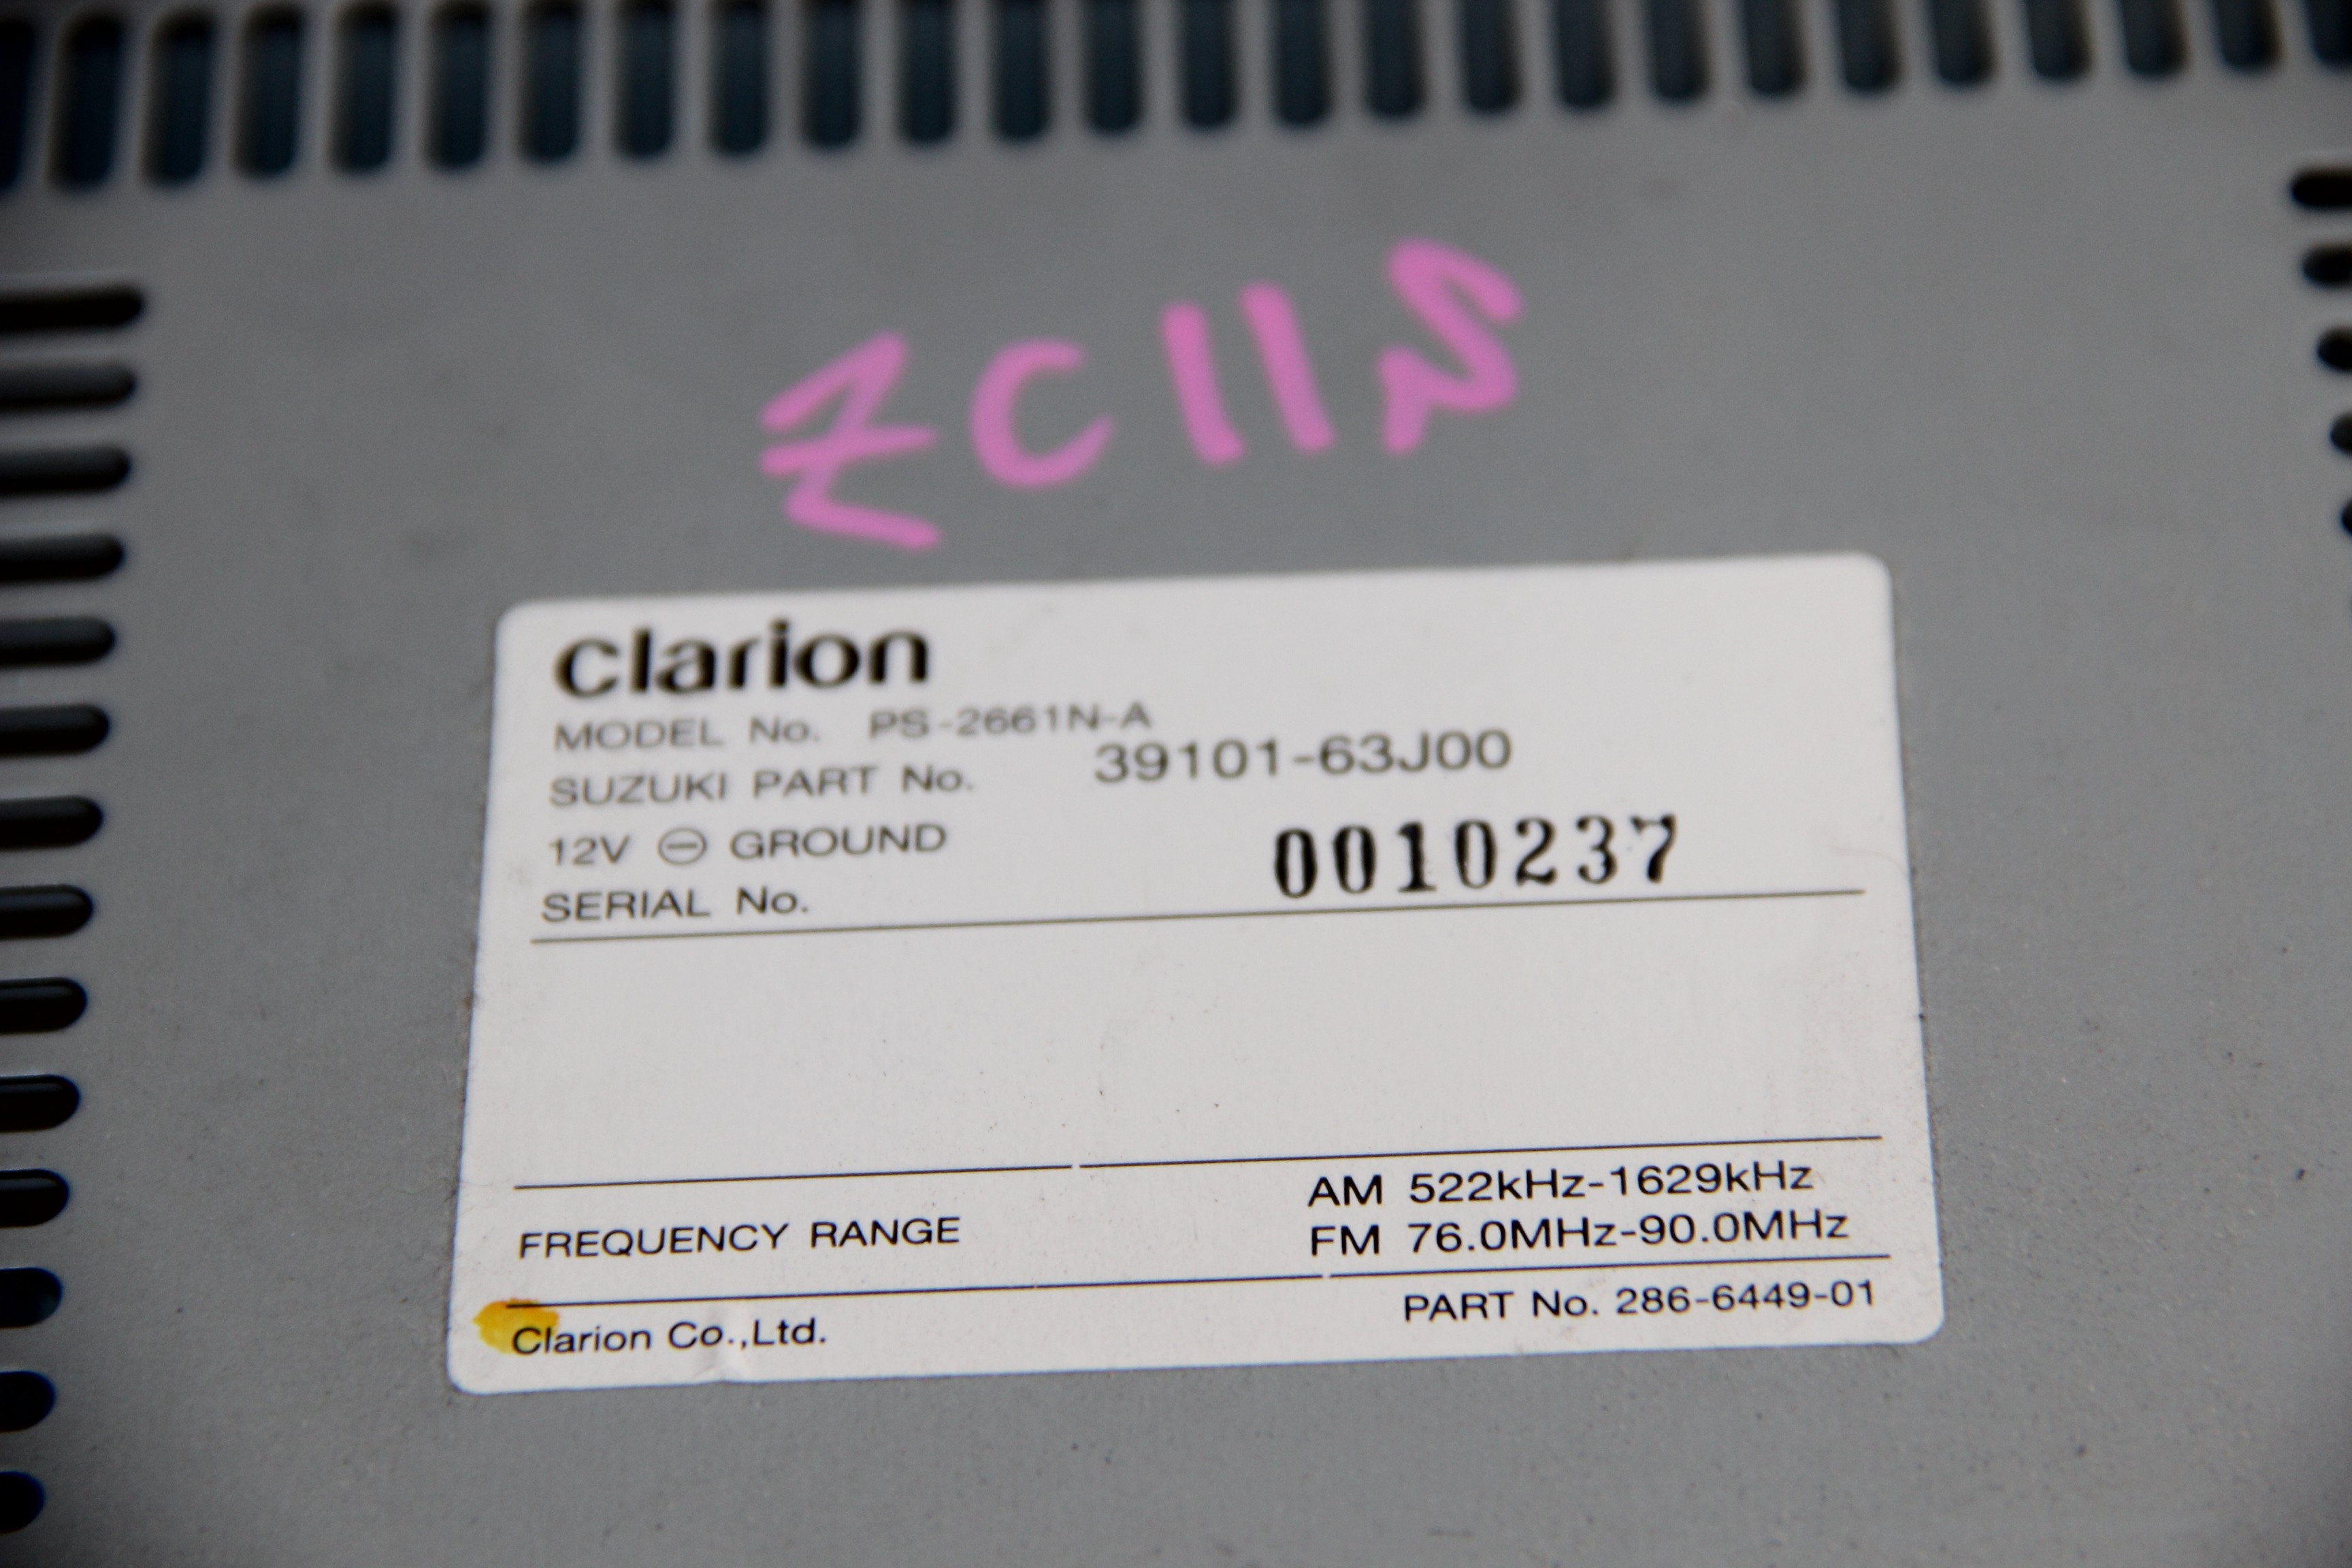 ZC11S
clarion
MODEL No. PS-2661N-A
SUZUKI PART No. 39101-63J00
12V ⊖ GROUND
SERIAL No. 0010237
AM 522kHz-1629kHz
FREQUENCY RANGE FM 76.0MHz-90.0MHz
Clarion Co.,Ltd. PART No. 286-6449-01